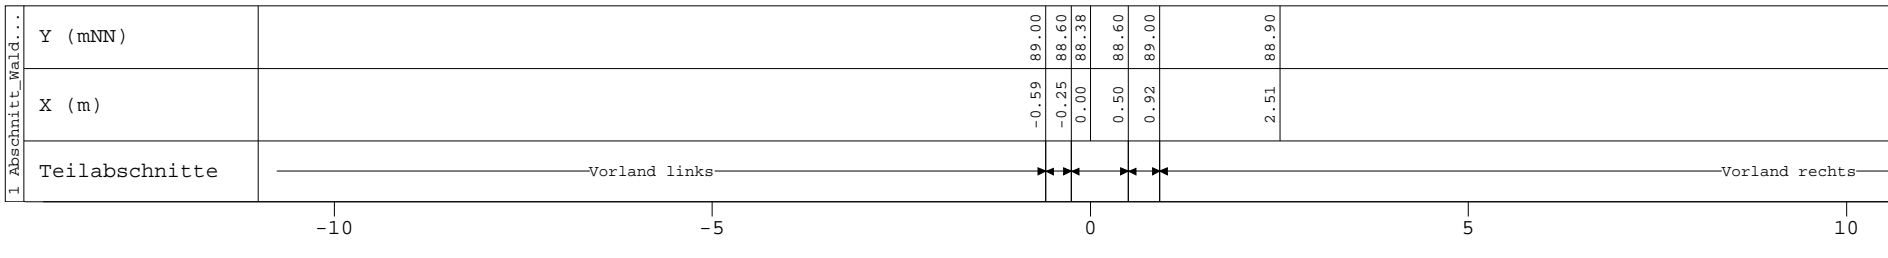 1 Abschnitt_Wald...
Y (mNN) 89.00 88.60 88.38 88.60 89.00 88.90
X (m) -0.59 -0.25 0.00 0.50 0.92 2.51
Teilabschnitte Vorland links Vorland rechts
-10 -5 0 5 10